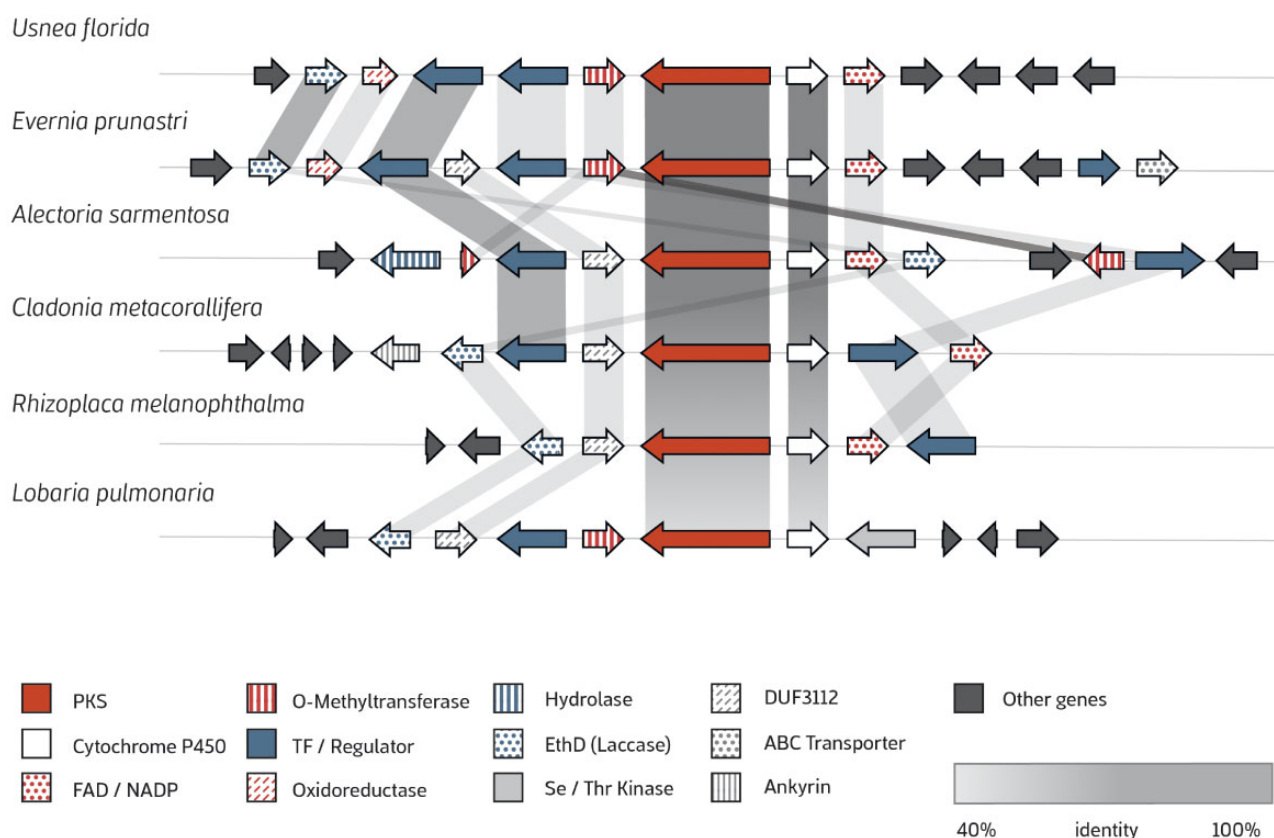 Usnea florida
Evernia prunastri
Alectoria sarmentosa
Cladonia metacorallifera
Rhizoplaca melanophthalma
Lobaria pulmonaria
PKS
O-Methyltransferase
Hydrolase
DUF3112
Other genes
Cytochrome P450
TF / Regulator
EthD (Laccase)
ABC Transporter
FAD / NADP
Oxidoreductase
Se / Thr Kinase
Ankyrin
40% identity 100%